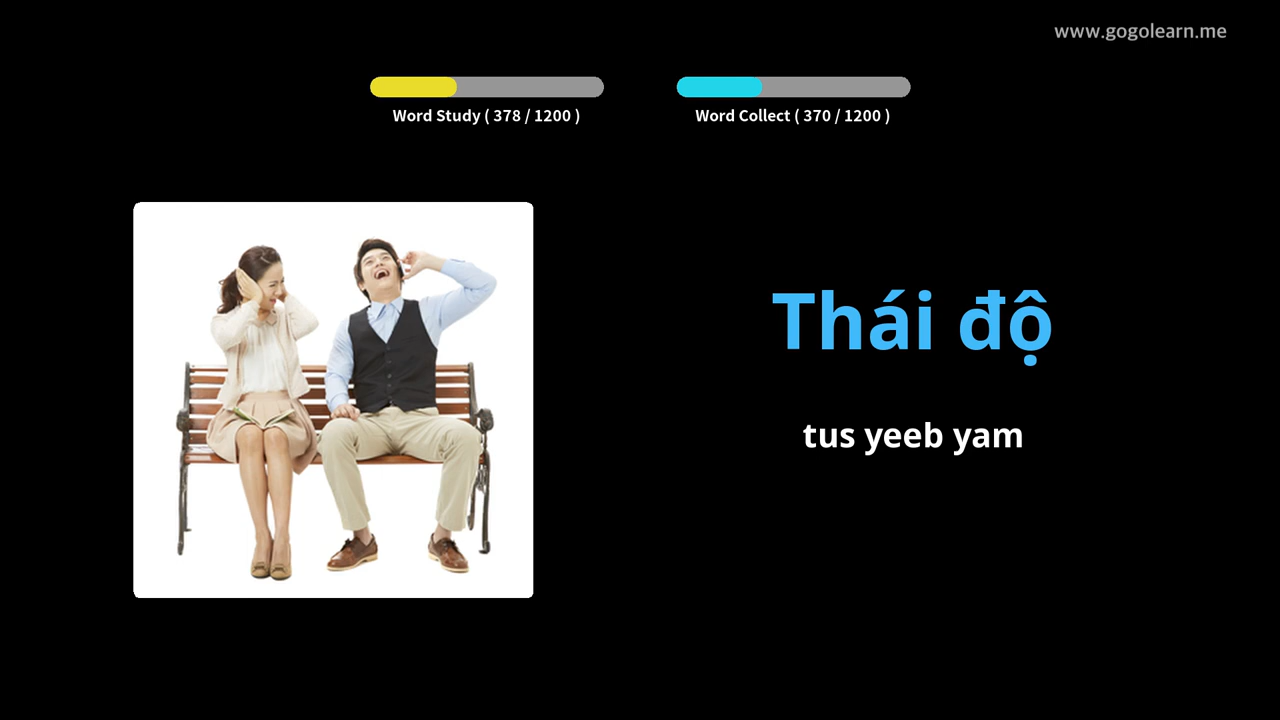 www.gogolearn.me
Word Study ( 378 / 1200 )
Word Collect ( 370 / 1200 )
Thái độ
tus yeeb yam